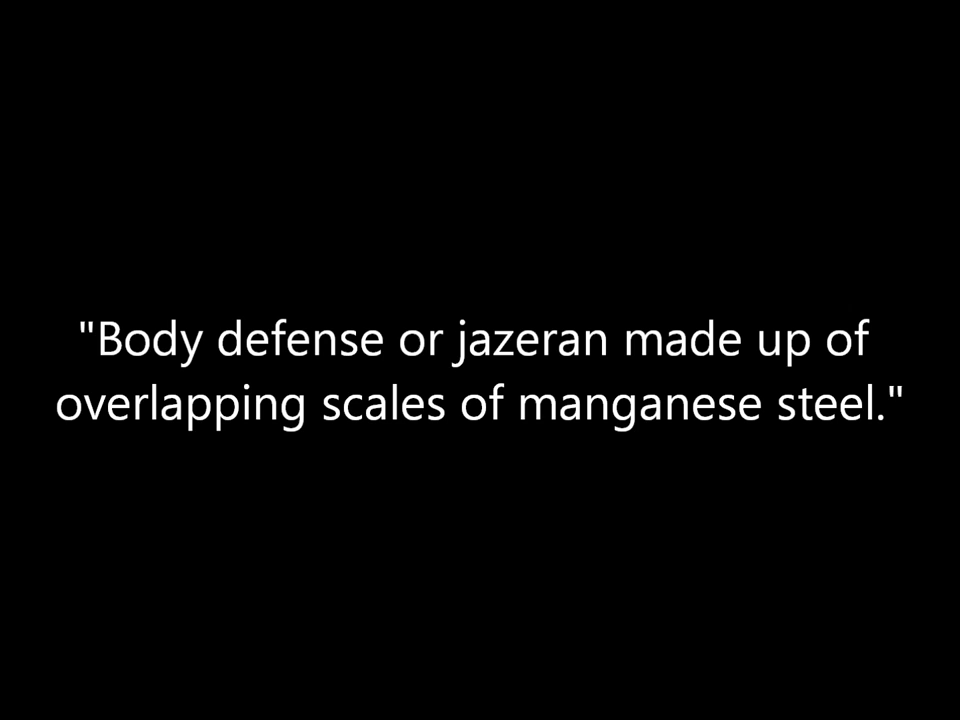 "Body defense or jazeran made up of
overlapping scales of manganese steel."